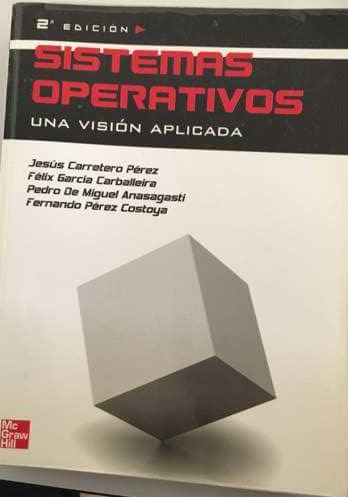 2ª EDICIÓN
SISTEMAS
OPERATIVOS
UNA VISIÓN APLICADA
Jesús Carretero Pérez
Félix García Carballeira
Pedro De Miguel Anasagasti
Fernando Pérez Costoya
Mc
Graw
Hill